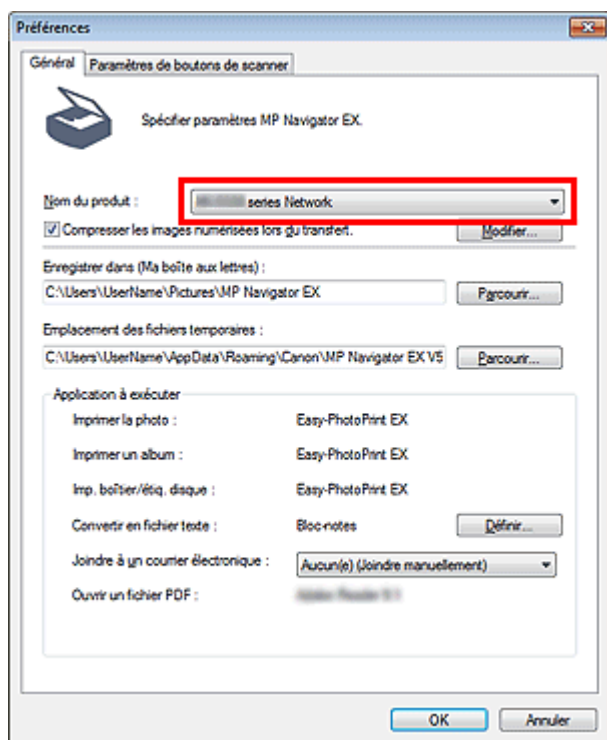 Préférences
Général Paramètres de boutons de scanner
Spécifier paramètres MP Navigator EX.
Nom du produit : series Network
Compresser les images numérisées lors du transfert. Modifier...
Enregistrer dans (Ma boîte aux lettres) :
C:\Users\UserName\Pictures\MP Navigator EX Parcourir...
Emplacement des fichiers temporaires :
C:\Users\UserName\AppData\Roaming\Canon\MP Navigator EX V5 Parcourir...
Application à exécuter
Imprimer la photo : Easy-PhotoPrint EX
Imprimer un album : Easy-PhotoPrint EX
Imp. boîtier/étiq. disque : Easy-PhotoPrint EX
Convertir en fichier texte : Bloc-notes Définir...
Joindre à un courrier électronique : Aucun(e) (Joindre manuellement)
Ouvrir un fichier PDF :
OK Annuler